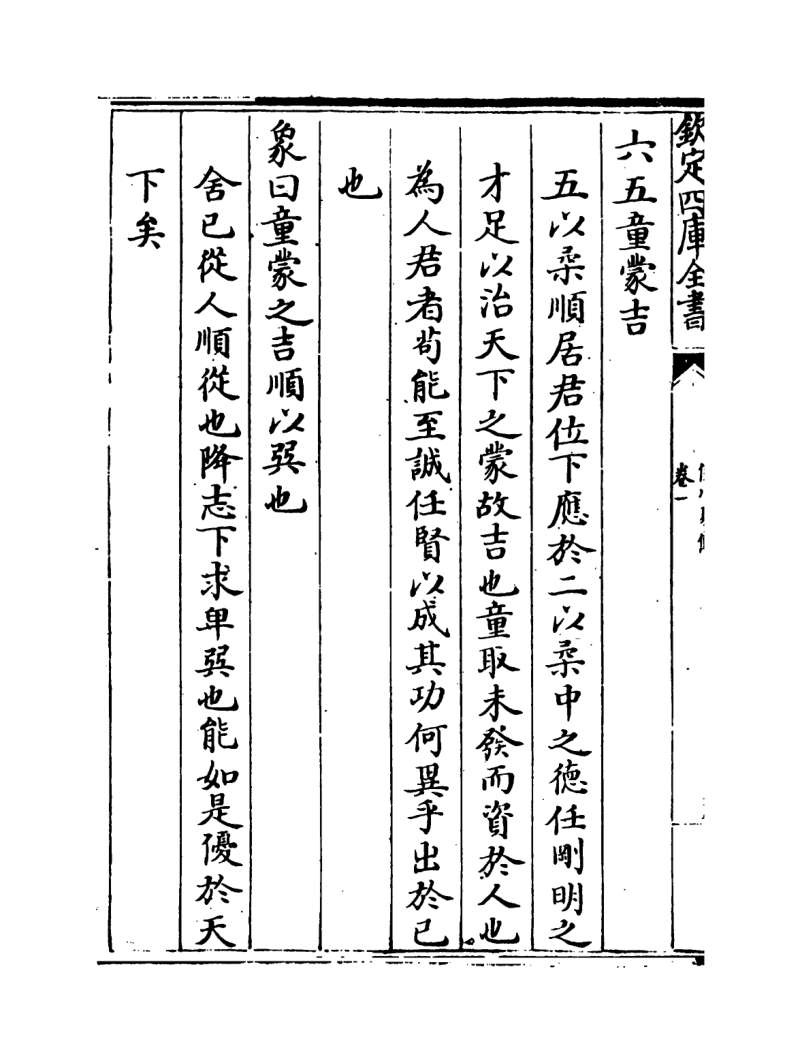 欽定四庫全書
卷一
六五童蒙吉
五以柔順居君位下應於二以柔中之德任剛明之
才足以治天下之蒙故吉也童取未發而資於人也
為人君者茍能至誠任賢以成其功何異乎出於已
也
象曰童蒙之吉順以巽也
舍已從人順從也降志下求卑巽也能如是優於天
下矣